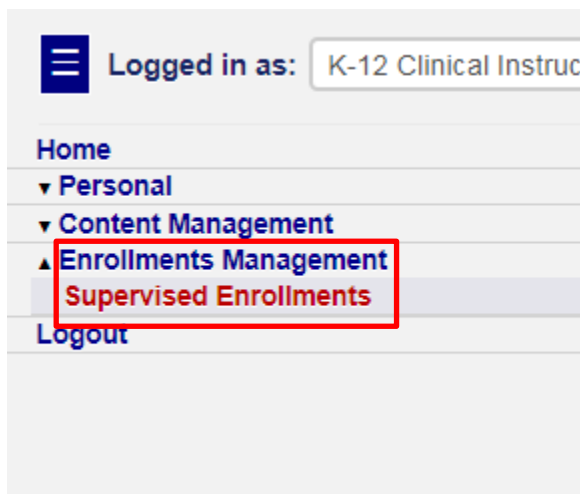 Logged in as: K-12 Clinical Instruc
Home
Personal
Content Management
Enrollments Management
Supervised Enrollments
Logout